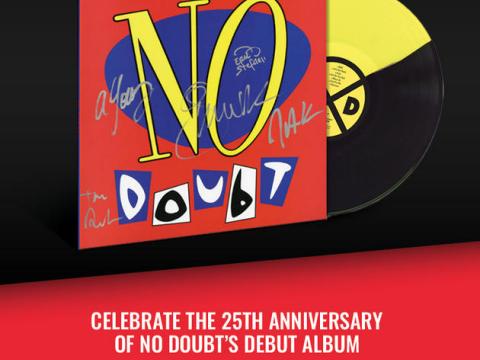 NO
DOUBT
D
CELEBRATE THE 25TH ANNIVERSARY
OF NO DOUBT'S DEBUT ALBUM